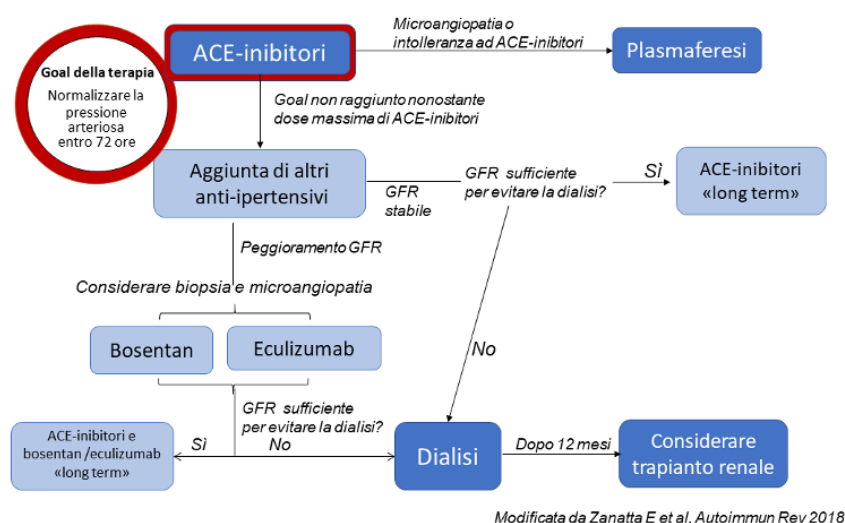 Goal della terapia
Normalizzare la
pressione
arteriosa
entro 72 ore
ACE-inibitori
Microangiopatia o
intolleranza ad ACE-inibitori
Plasmaferesi
Goal non raggiunto nonostante
dose massima di ACE-inibitori
Aggiunta di altri
anti-ipertensivi
GFR
stabile
GFR sufficiente
per evitare la dialisi?
Sì
ACE-inibitori
«long term»
Peggioramento GFR
Considerare biopsia e microangiopatia
Bosentan
Eculizumab
No
GFR sufficiente
per evitare la dialisi?
ACE-inibitori e
bosentan /eculizumab
«long term»
Sì
No
Dialisi
Dopo 12 mesi
Considerare
trapianto renale
Modificata da Zanatta E et al, Autoimmun Rev 2018